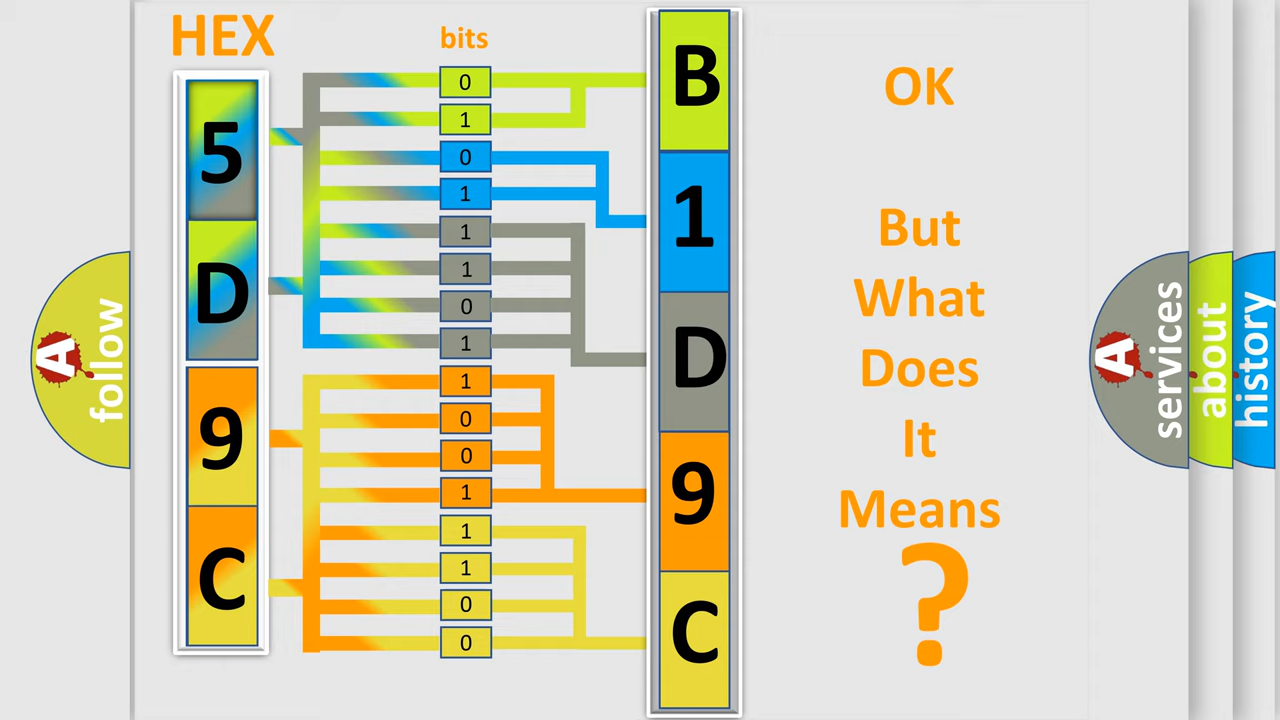 HEX
bits
5
D
9
C
0
1
0
1
1
1
0
1
1
0
0
1
1
1
0
0
B
1
D
9
C
OK
But
What
Does
It
Means
?
A
follow
A
services
about
history